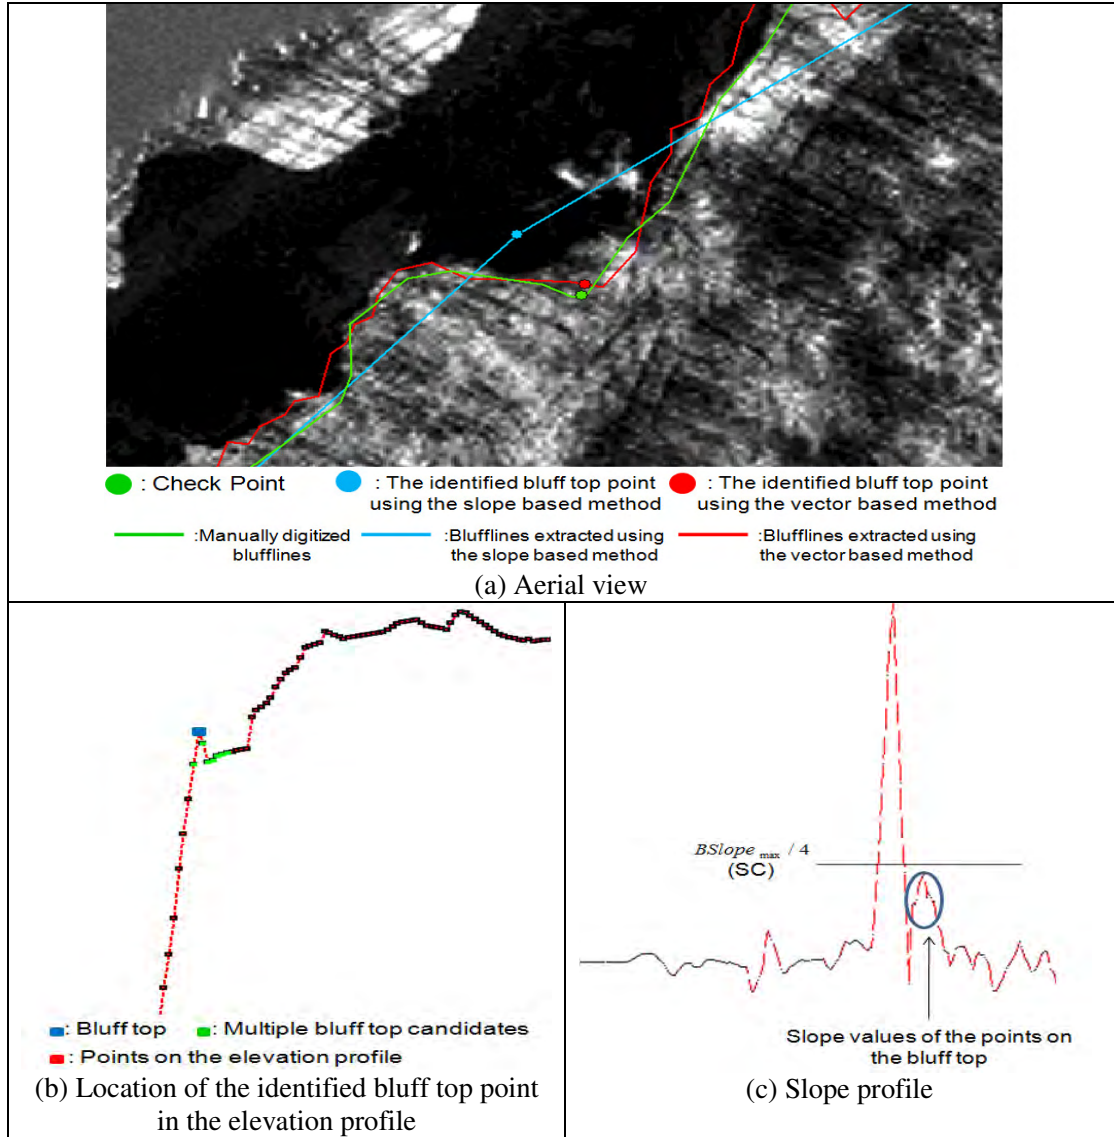 : Check Point
: The identified bluff top point
using the slope based method
: The identified bluff top point
using the vector based method
:Manually digitized
blufflines
:Blufflines extracted using
the slope based method
:Blufflines extracted using
the vector based method
(a) Aerial view
: Bluff top
: Multiple bluff top candidates
: Points on the elevation profile
(b) Location of the identified bluff top point
in the elevation profile
BSlope max / 4
(SC)
Slope values of the points on
the bluff top
(c) Slope profile